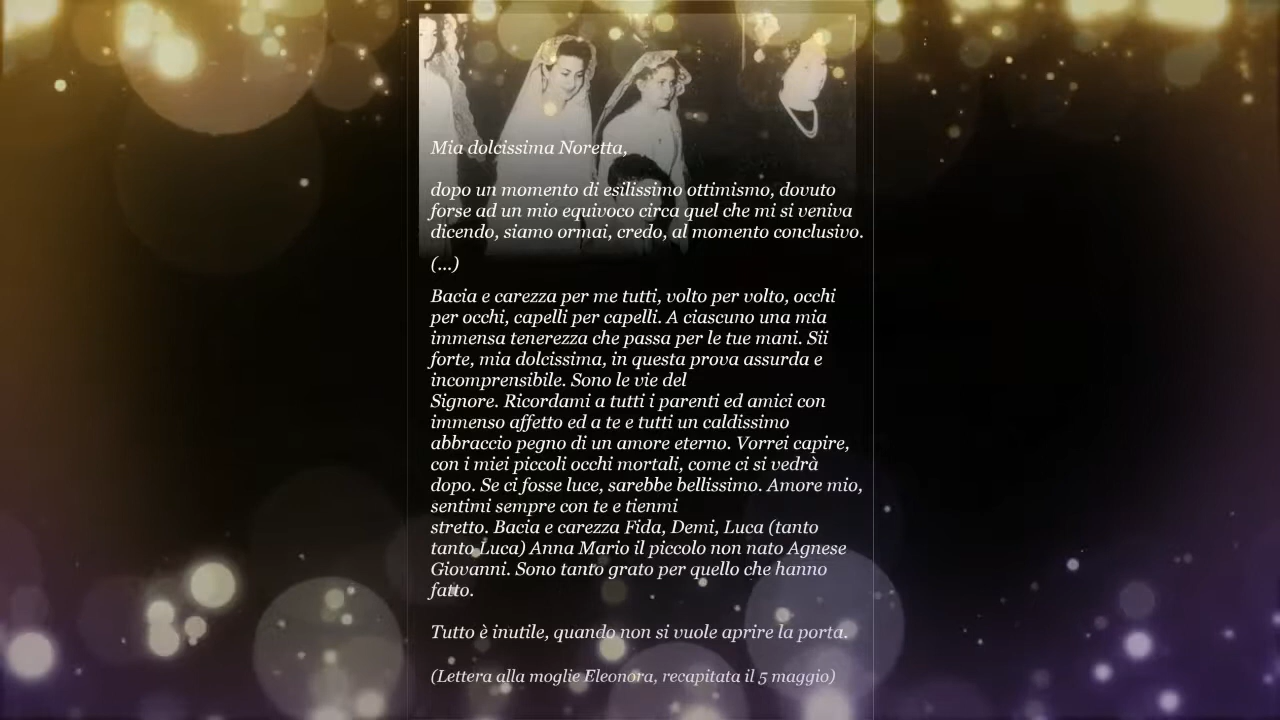 Mia dolcissima Noretta,
dopo un momento di esilissimo ottimismo, dovuto
forse ad un mio equivoco circa quel che mi si veniva
dicendo, siamo ormai, credo, al momento conclusivo.
(...)
Bacia e carezza per me tutti, volto per volto, occhi
per occhi, capelli per capelli. A ciascuno una mia
immensa tenerezza che passa per le tue mani. Sii
forte, mia dolcissima, in questa prova assurda e
incomprensibile. Sono le vie del
Signore. Ricordami a tutti i parenti ed amici con
immenso affetto ed a te e tutti un caldissimo
abbraccio pegno di un amore eterno. Vorrei capire,
con i miei piccoli occhi mortali, come ci si vedrà
dopo. Se ci fosse luce, sarebbe bellissimo. Amore mio,
sentimi sempre con te e tienmi
stretto. Bacia e carezza Fida, Demi, Luca (tanto
tanto Luca) Anna Mario il piccolo non nato Agnese
Giovanni. Sono tanto grato per quello che hanno
fatto.
Tutto è inutile, quando non si vuole aprire la porta.
(Lettera alla moglie Eleonora, recapitata il 5 maggio)